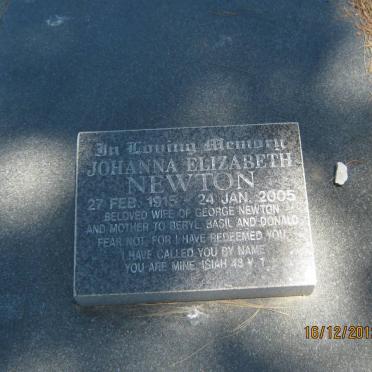 In Loving Memory
JOHANNA ELIZABETH
NEWTON
27 FEB. 1915 - 24 JAN. 2005
BELOVED WIFE OF GEORGE NEWTON
AND MOTHER TO BERYL, BASIL AND DONALD
FEAR NOT, FOR I HAVE REDEEMED YOU.
I HAVE CALLED YOU BY NAME
YOU ARE MINE ISIAH 43 V 1.
16/12/201